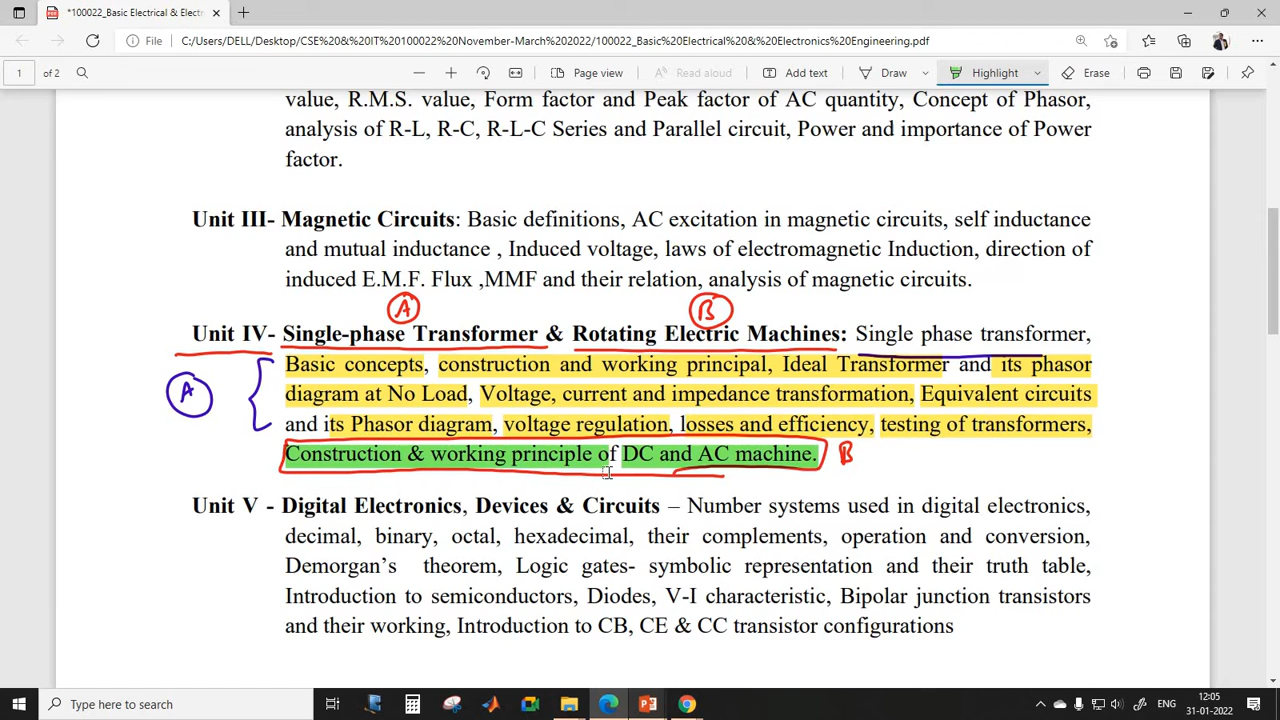 *100022_Basic Electrical & Electr
File
C:/Users/DELL/Desktop/CSE%20&%20IT%20100022%20November-March%202022/100022_Basic%20Electrical%20&%20Electronics%20Engineering.pdf
1 of 2
Page view
Read aloud
Add text
Draw
Highlight
Erase
value, R.M.S. value, Form factor and Peak factor of AC quantity, Concept of Phasor,
analysis of R-L, R-C, R-L-C Series and Parallel circuit, Power and importance of Power
factor.
Unit III- Magnetic Circuits: Basic definitions, AC excitation in magnetic circuits, self inductance
and mutual inductance , Induced voltage, laws of electromagnetic Induction, direction of
induced E.M.F. Flux ,MMF and their relation, analysis of magnetic circuits.
A B
Unit IV- Single-phase Transformer & Rotating Electric Machines: Single phase transformer,
Basic concepts, construction and working principal, Ideal Transformer and its phasor
A
diagram at No Load, Voltage, current and impedance transformation, Equivalent circuits
and its Phasor diagram, voltage regulation, losses and efficiency, testing of transformers,
Construction & working principle of DC and AC machine. B
Unit V - Digital Electronics, Devices & Circuits – Number systems used in digital electronics,
decimal, binary, octal, hexadecimal, their complements, operation and conversion,
Demorgan's theorem, Logic gates- symbolic representation and their truth table,
Introduction to semiconductors, Diodes, V-I characteristic, Bipolar junction transistors
and their working, Introduction to CB, CE & CC transistor configurations
Type here to search
ENG
12:05
31-01-2022